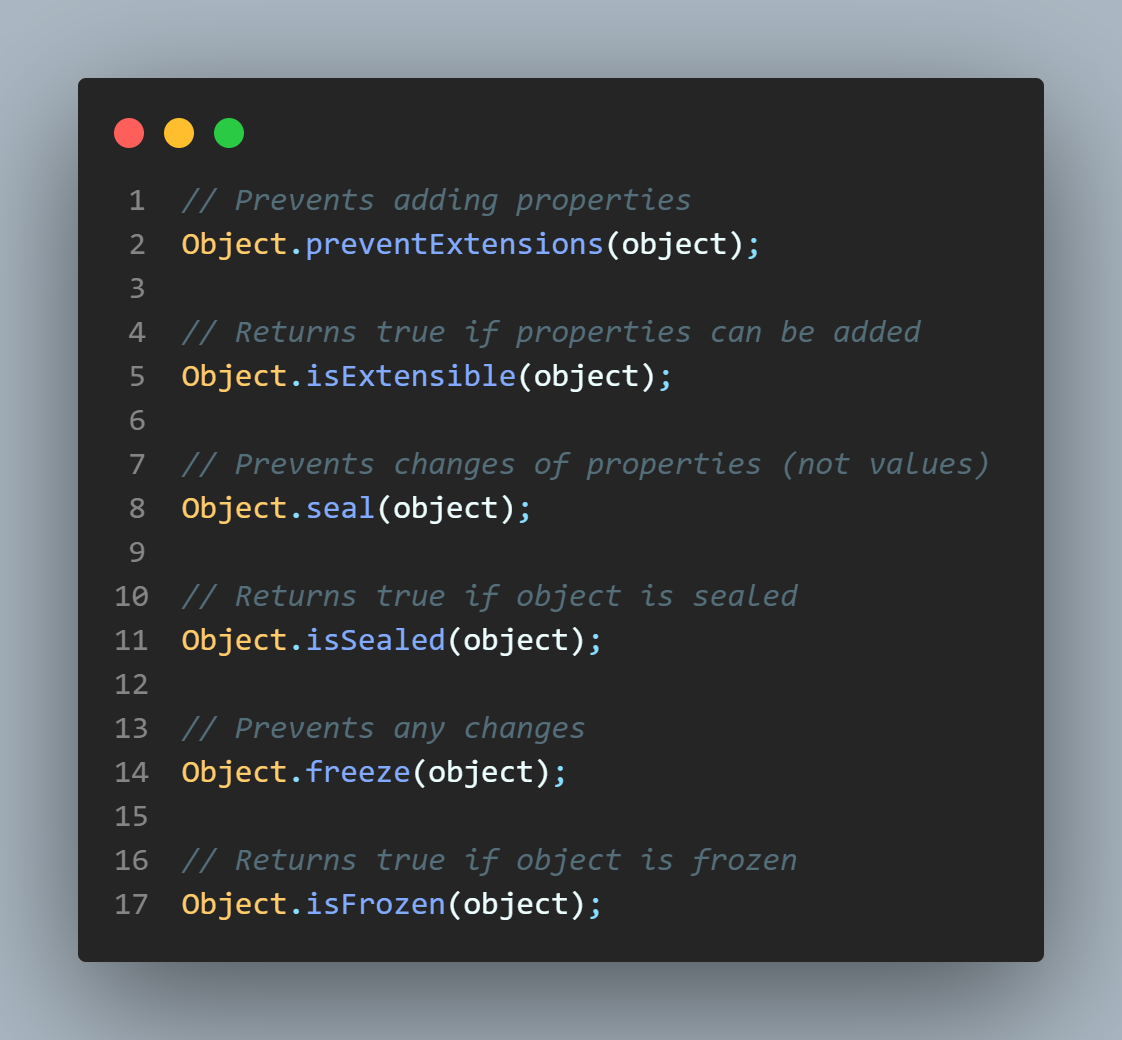 1 // Prevents adding properties
2 Object.preventExtensions(object);
3
4 // Returns true if properties can be added
5 Object.isExtensible(object);
6
7 // Prevents changes of properties (not values)
8 Object.seal(object);
9
10 // Returns true if object is sealed
11 Object.isSealed(object);
12
13 // Prevents any changes
14 Object.freeze(object);
15
16 // Returns true if object is frozen
17 Object.isFrozen(object);